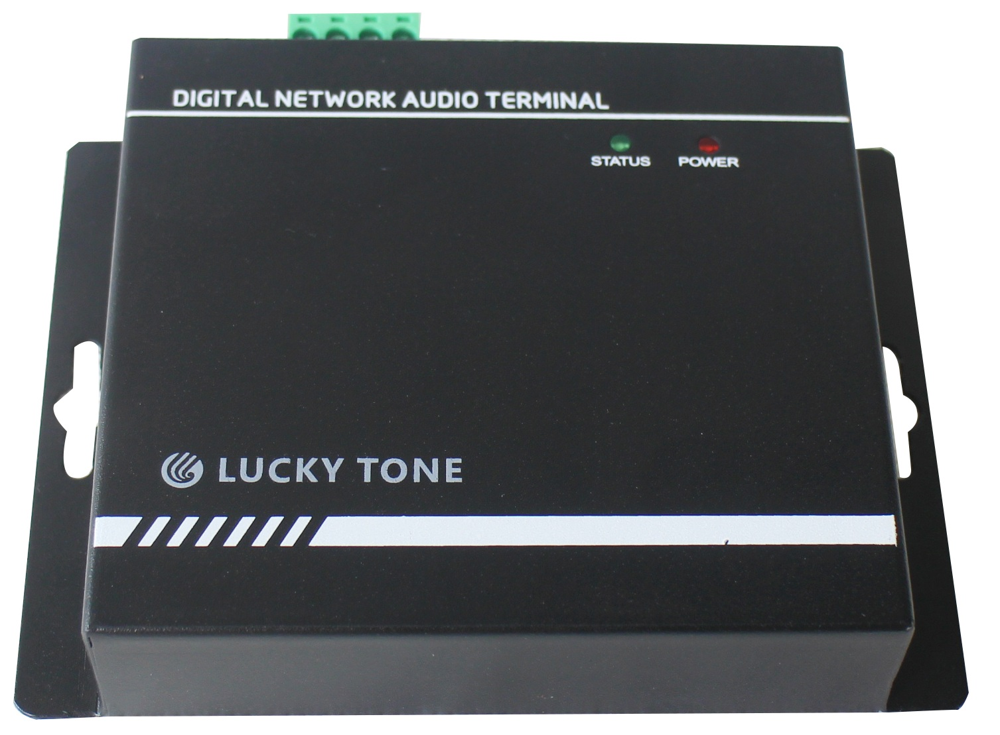 DIGITAL NETWORK AUDIO TERMINAL
STATUS POWER
LUCKY TONE